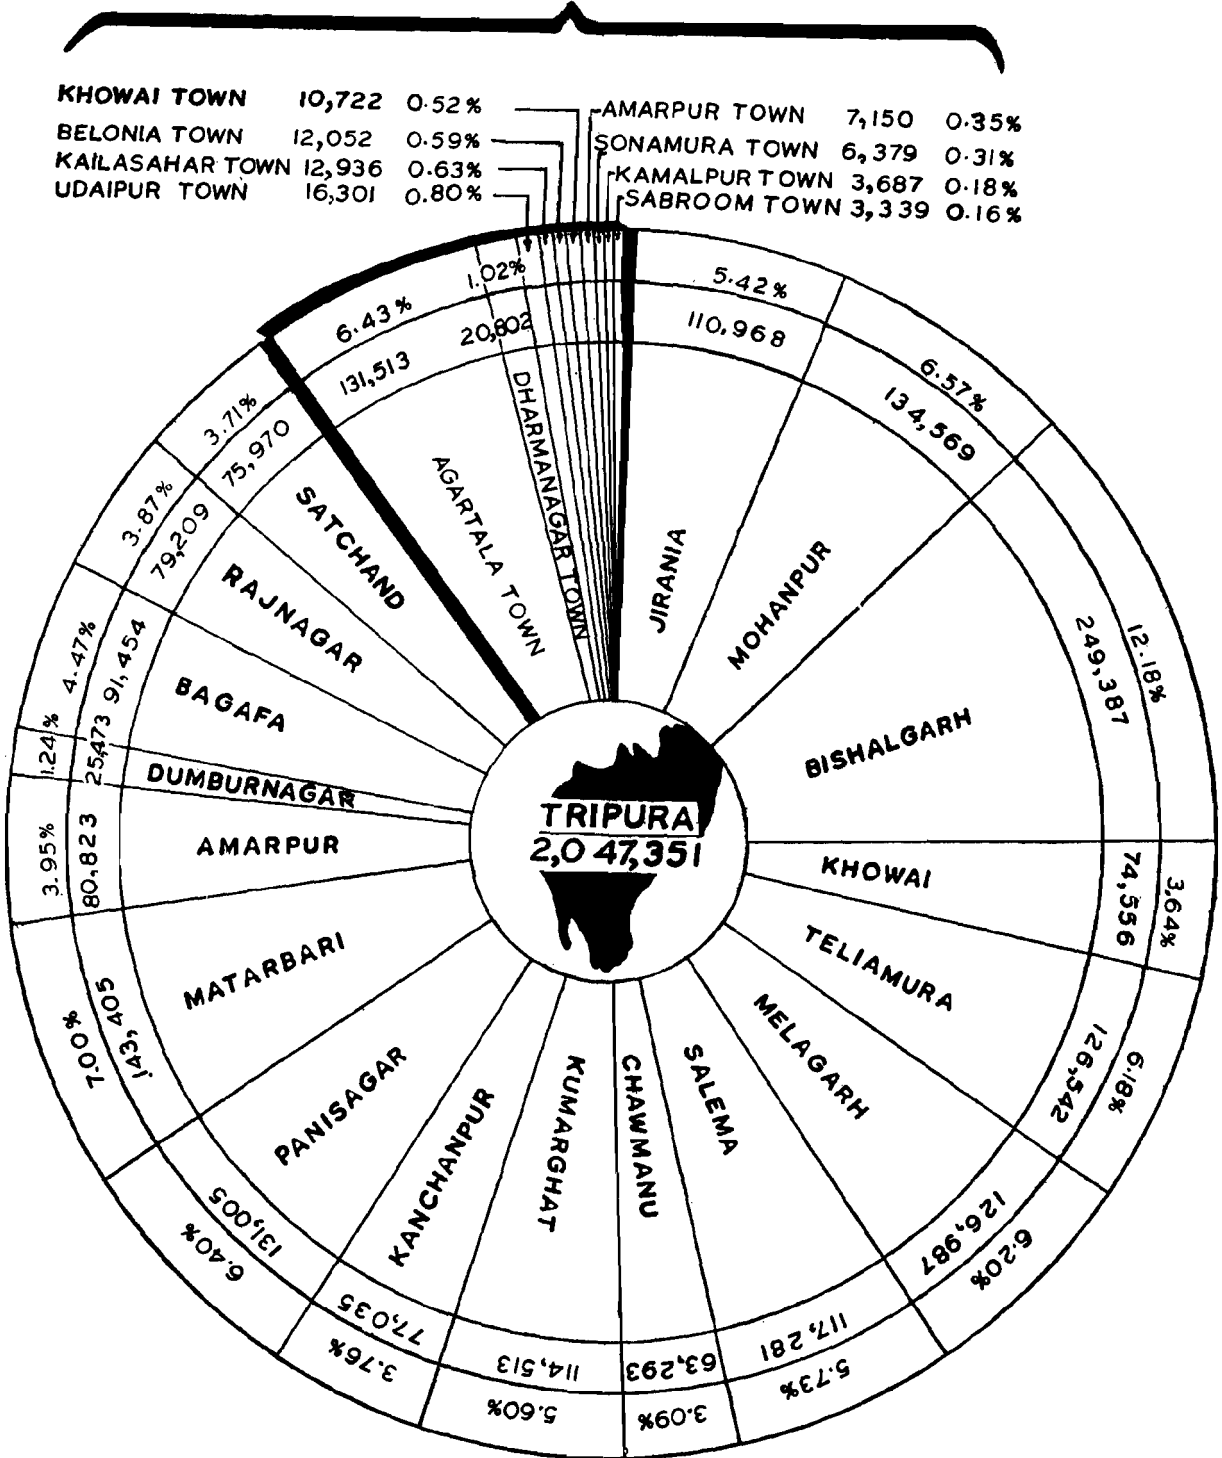 KHOWAI TOWN 10,722 0.52%
BELONIA TOWN 12,052 0.59%
KAILASAHAR TOWN 12,936 0.63%
UDAIPUR TOWN 16,301 0.80%
AMARPUR TOWN 7,150 0.35%
SONAMURA TOWN 6,379 0.31%
KAMALPUR TOWN 3,687 0.18%
SABROOM TOWN 3,339 0.16%
5.42%
110,968
JIRANIA
6.57%
134,569
MOHANPUR
12.18%
249,387
BISHALGARH
3.64%
74,556
KHOWAI
6.18%
126,542
TELIAMURA
6.20%
126,987
MELAGARH
5.73%
117,281
SALEMA
3.09%
63,293
CHAWMANU
5.60%
114,513
KUMARGHAT
3.76%
77,035
KANCHANPUR
6.40%
131,005
PANISAGAR
7.00%
143,405
MATARBARI
3.95%
80,823
AMARPUR
1.24%
25,473
DUMBURNAGAR
4.47%
91,454
BAGAFA
3.87%
79,209
RAJNAGAR
3.71%
75,970
SATCHAND
6.43%
131,513
AGARTALA TOWN
1.02%
20,802
DHARMANAGAR TOWN
TRIPURA
2,0 47,351